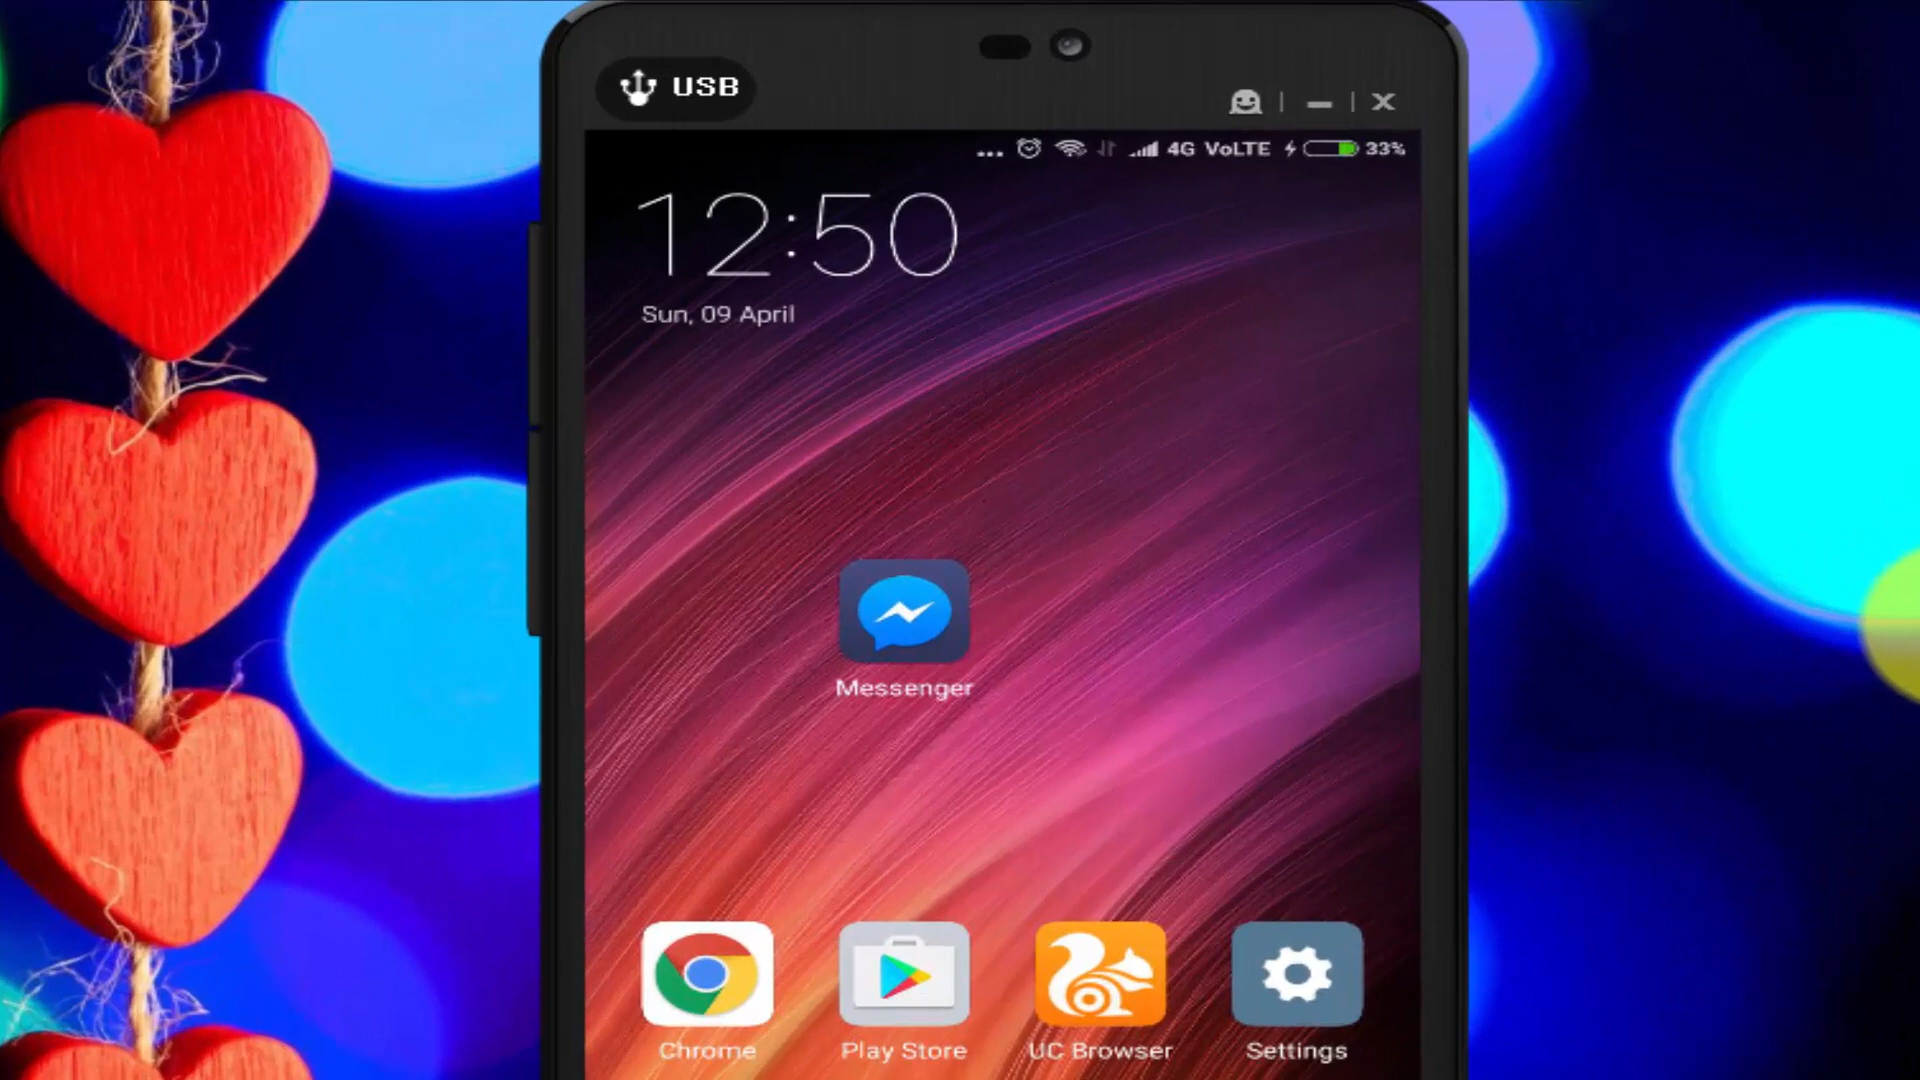 USB
4G VoLTE 33%
12:50
Sun, 09 April
Messenger
Chrome
Play Store
UC Browser
Settings